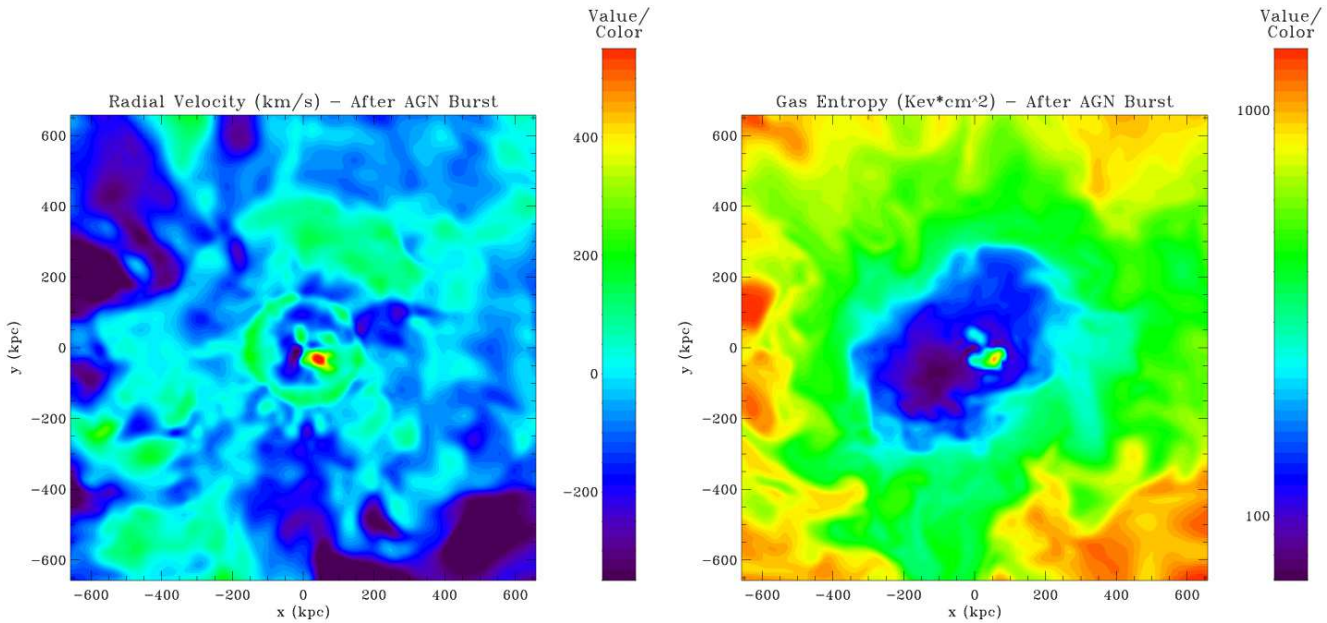 Value/
Color
Radial Velocity (km/s) – After AGN Burst
600
400
200
0
−200
−400
−600
y (kpc)
−600 −400 −200 0 200 400 600
x (kpc)
400
200
0
−200
Value/
Color
Gas Entropy (Kev*cm^2) – After AGN Burst
600
400
200
0
−200
−400
−600
y (kpc)
−600 −400 −200 0 200 400 600
x (kpc)
1000
100